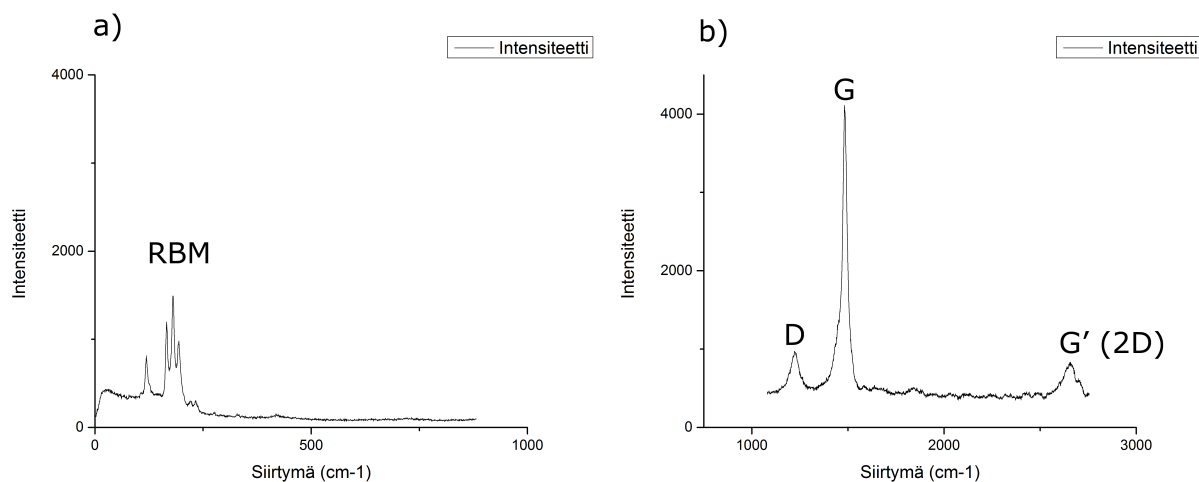 a)
Intensiteetti
4000
2000
0
Intensiteetti
RBM
0
500
1000
Siirtymä (cm-1)
b)
Intensiteetti
4000
2000
0
Intensiteetti
G
D
G' (2D)
1000
2000
3000
Siirtymä (cm-1)